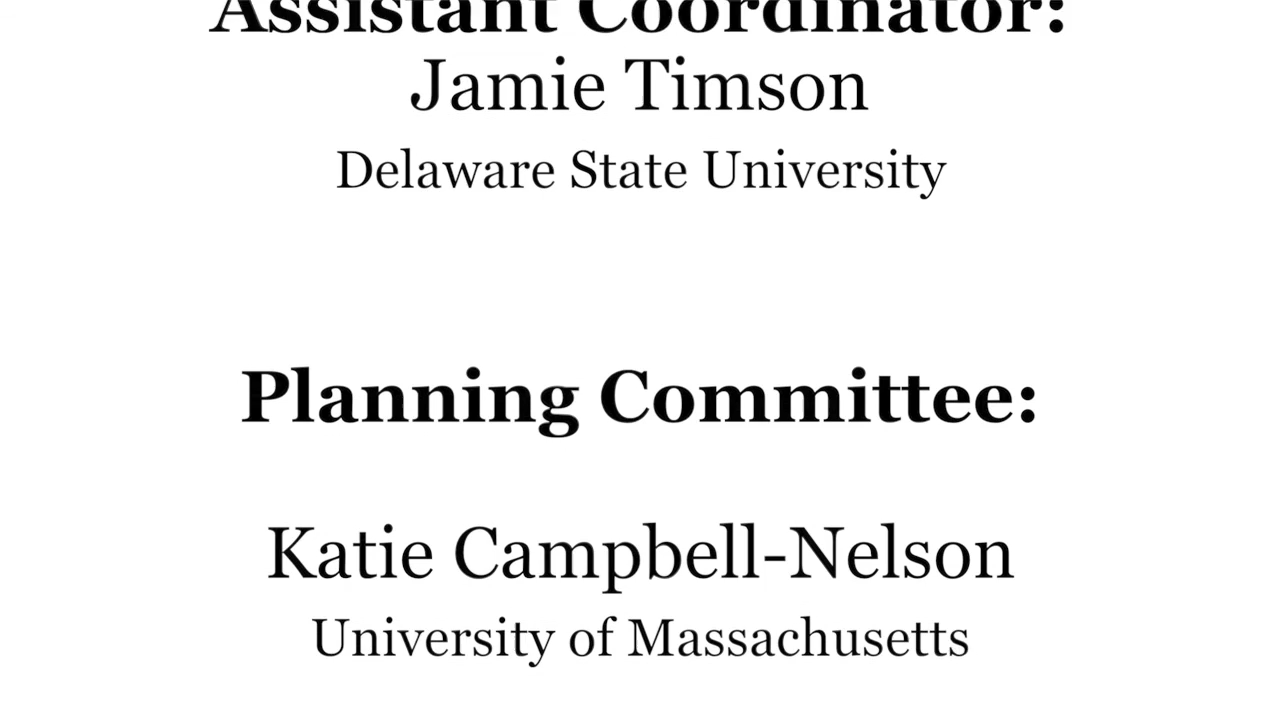 Assistant Coordinator:
Jamie Timson
Delaware State University
Planning Committee:
Katie Campbell-Nelson
University of Massachusetts